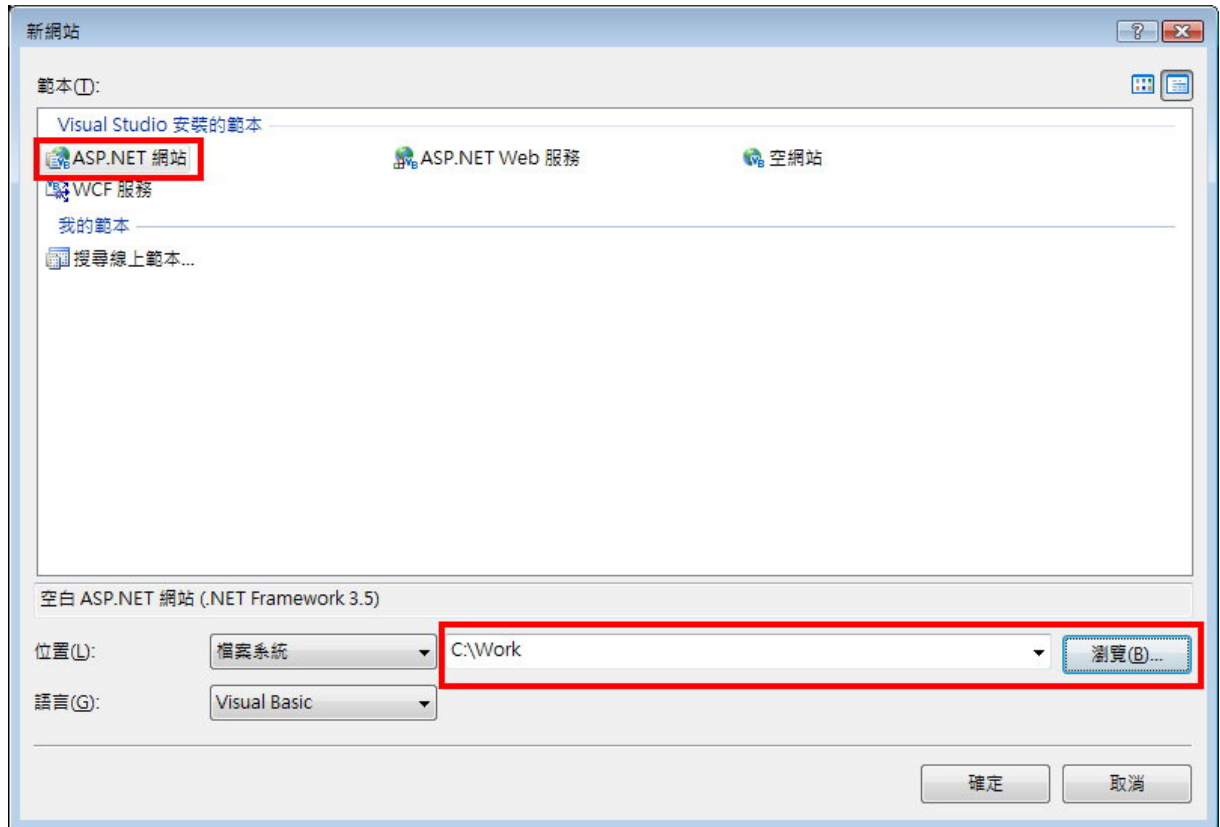 新網站
範本(T):
Visual Studio 安裝的範本
ASP.NET 網站 ASP.NET Web 服務 空網站
WCF 服務
我的範本
搜尋線上範本...
空白 ASP.NET 網站 (.NET Framework 3.5)
位置(L): 檔案系統 C:\Work 瀏覽(B)...
語言(G): Visual Basic
確定 取消